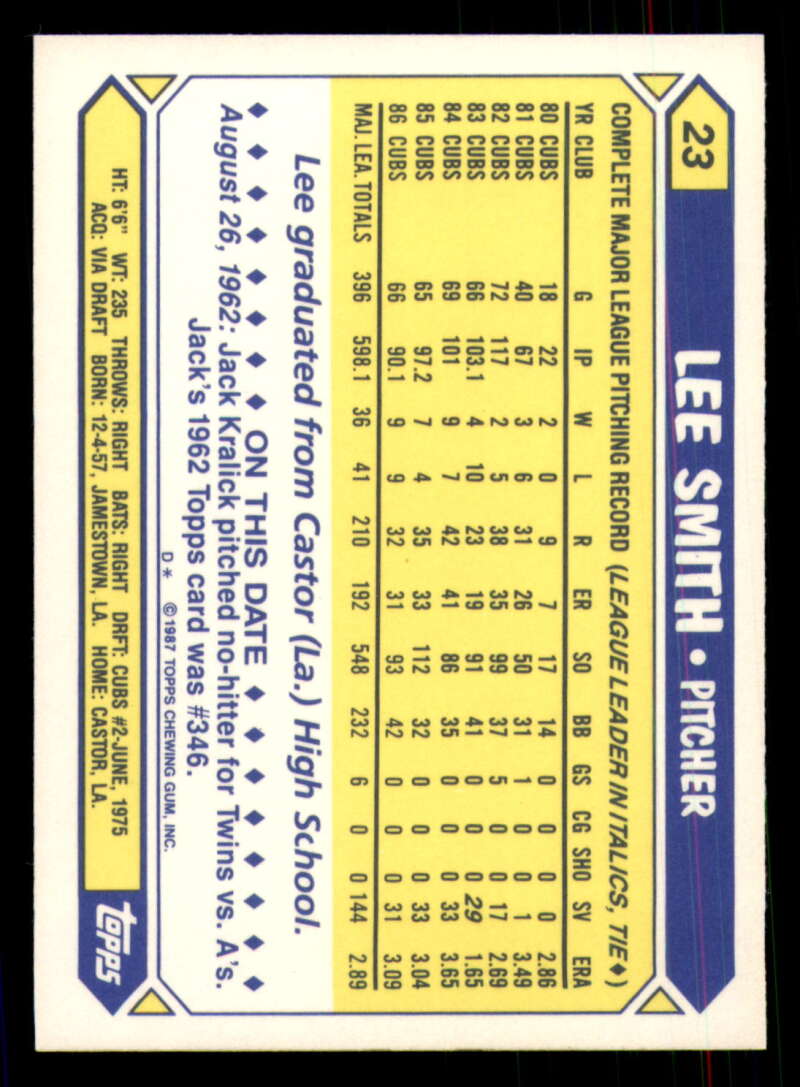 23 LEE SMITH • PITCHER
COMPLETE MAJOR LEAGUE PITCHING RECORD (LEAGUE LEADER IN ITALICS, TIE ♦)
YR CLUB G IP W L R ER SO BB GS CG SHO SV ERA
80 CUBS 18 22 2 0 9 7 17 14 0 0 0 0 2.86
81 CUBS 40 67 3 6 31 26 50 31 1 0 0 1 3.49
82 CUBS 72 117 2 5 38 35 99 37 5 0 0 17 2.69
83 CUBS 66 103.1 4 10 23 19 91 41 0 0 0 29 1.65
84 CUBS 69 101 9 7 42 41 86 35 0 0 0 33 3.65
85 CUBS 65 97.2 7 4 35 33 112 32 0 0 0 33 3.04
86 CUBS 66 90.1 9 9 32 31 93 42 0 0 0 31 3.09
MAJ. LEA. TOTALS 396 598.1 36 41 210 192 548 232 6 0 0 144 2.89
Lee graduated from Castor (La.) High School.
♦ ♦ ♦ ♦ ♦ ♦ ♦ ♦ ON THIS DATE ♦ ♦ ♦ ♦ ♦ ♦ ♦ ♦
August 26, 1962: Jack Kralick pitched no-hitter for Twins vs. A's.
Jack's 1962 Topps card was #346.
D* ©1987 TOPPS CHEWING GUM, INC.
HT: 6'6" WT: 235 THROWS: RIGHT BATS: RIGHT DRFT: CUBS #2-JUNE, 1975
ACQ: VIA DRAFT BORN: 12-4-57, JAMESTOWN, LA. HOME: CASTOR, LA.
topps